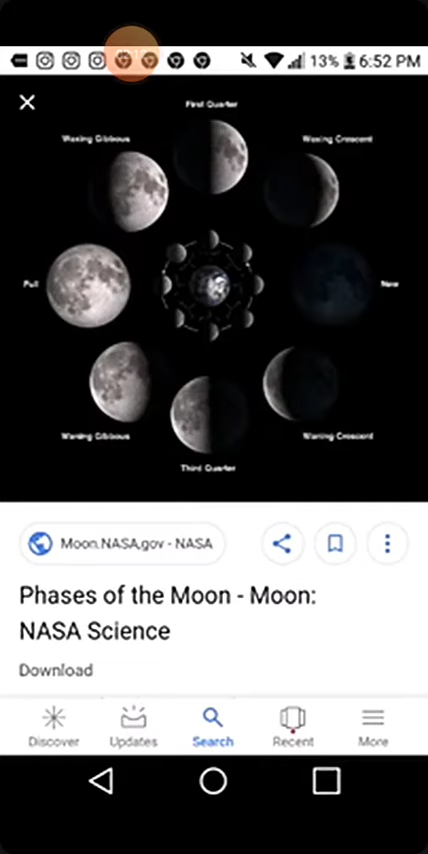 13% 6:52 PM
First Quarter
Waxing Gibbous
Waxing Crescent
Full
New
Waning Gibbous
Waning Crescent
Third Quarter
Moon.NASA.gov - NASA
Phases of the Moon - Moon:
NASA Science
Download
Discover
Updates
Search
Recent
More